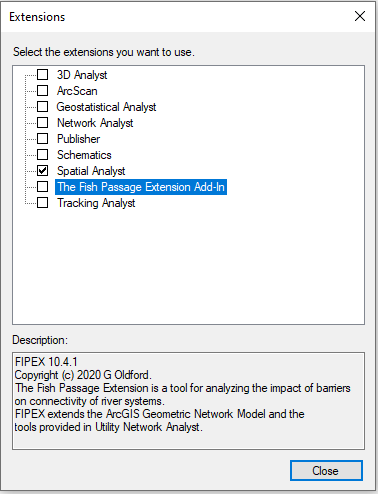 Extensions
Select the extensions you want to use.
3D Analyst
ArcScan
Geostatistical Analyst
Network Analyst
Publisher
Schematics
Spatial Analyst
The Fish Passage Extension Add-In
Tracking Analyst
Description:
FIPEX 10.4.1
Copyright (c) 2020 G Oldford.
The Fish Passage Extension is a tool for analyzing the impact of barriers
on connectivity of river systems.
FIPEX extends the ArcGIS Geometric Network Model and the
tools provided in Utility Network Analyst.
Close